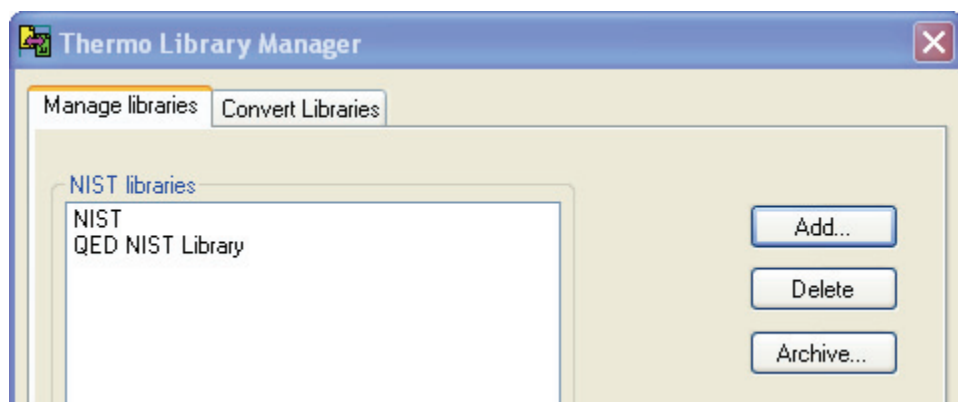 Thermo Library Manager
Manage libraries
Convert Libraries
NIST libraries
NIST
QED NIST Library
Add...
Delete
Archive...